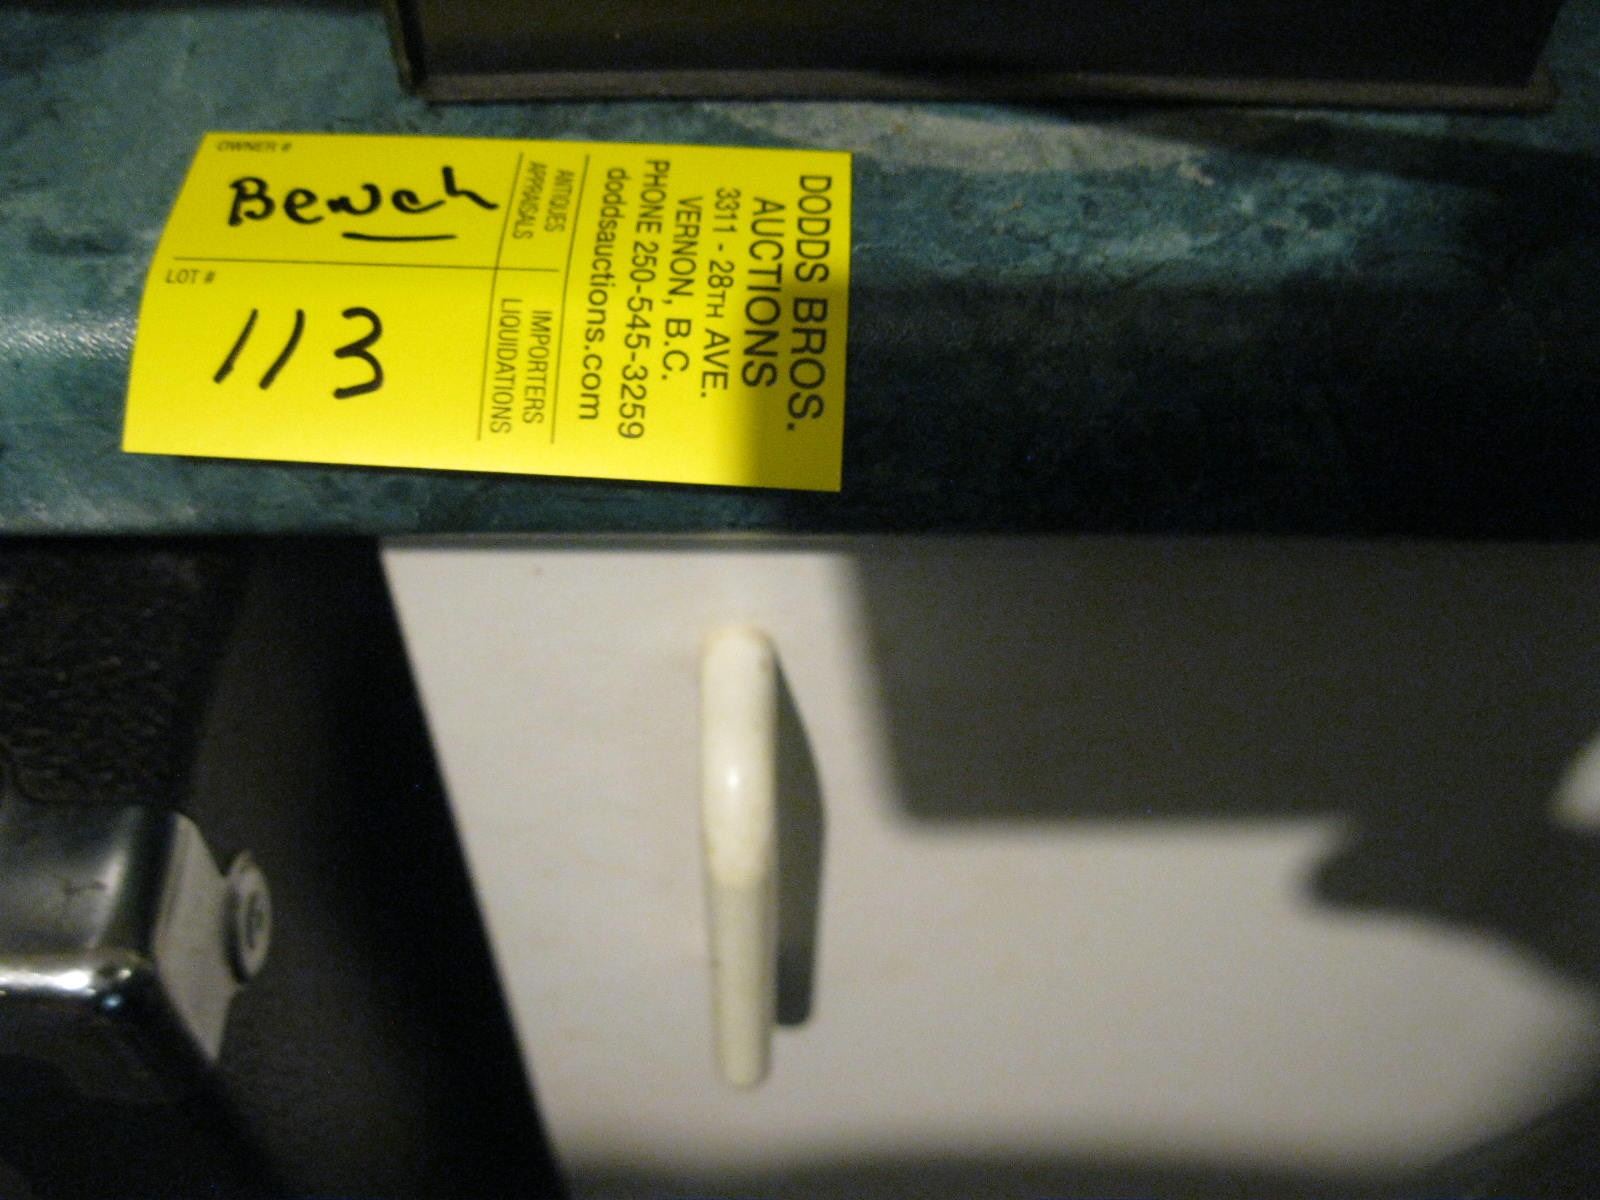 DODDS BROS.
AUCTIONS
3311 - 28TH AVE.
VERNON, B.C.
PHONE 250-545-3259
doddsauctions.com
ANTIQUES
APPRAISALS
IMPORTERS
LIQUIDATIONS
OWNER #
Bench
LOT #
113